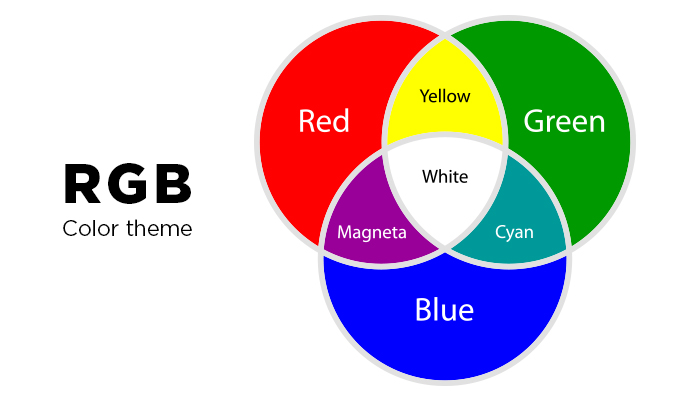 RGB
Color theme
Red
Yellow
Green
White
Magneta
Cyan
Blue